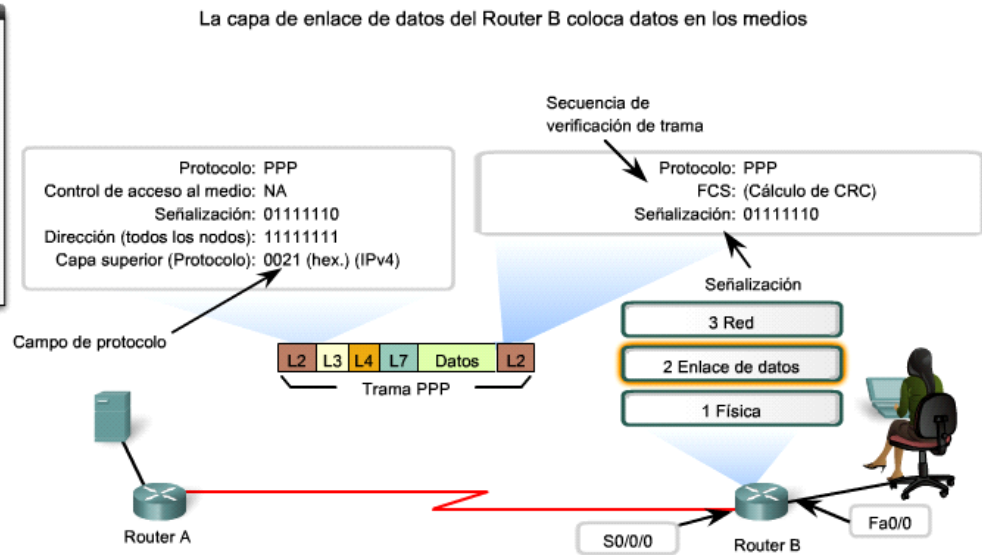 La capa de enlace de datos del Router B coloca datos en los medios
Secuencia de
verificación de trama
Protocolo: PPP
Control de acceso al medio: NA
Señalización: 01111110
Dirección (todos los nodos): 11111111
Capa superior (Protocolo): 0021 (hex.) (IPv4)
Protocolo: PPP
FCS: (Cálculo de CRC)
Señalización: 01111110
Señalización
Campo de protocolo
L2 L3 L4 L7 Datos L2
Trama PPP
3 Red
2 Enlace de datos
1 Física
Router A
S0/0/0
Router B
Fa0/0